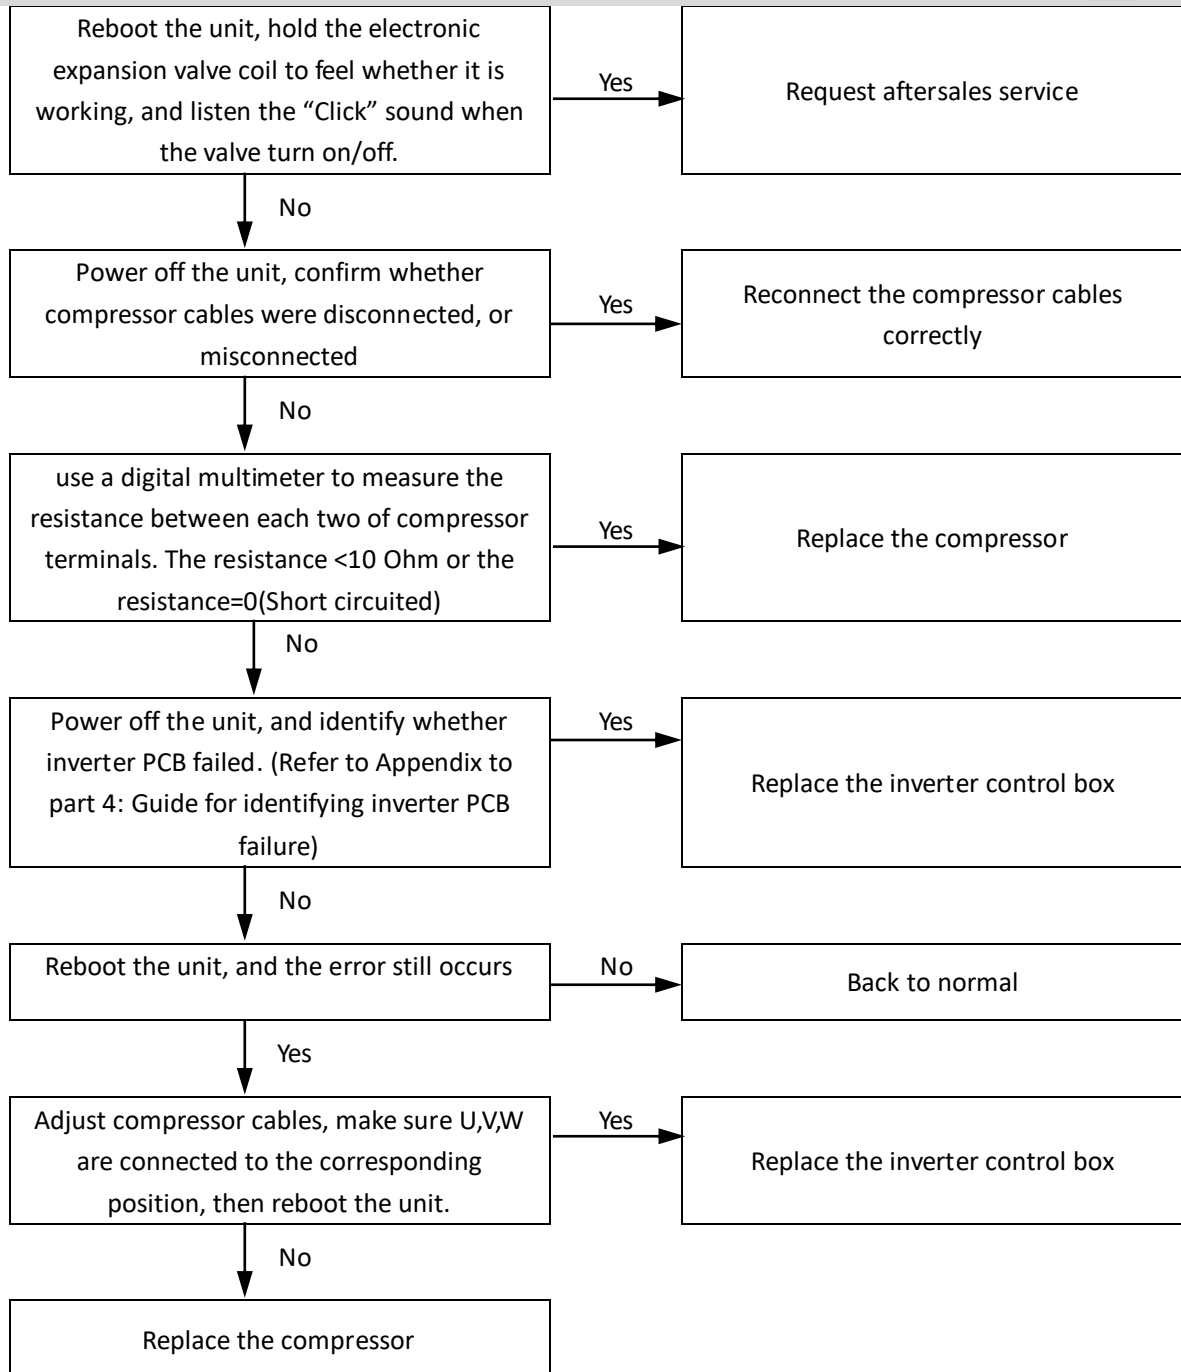 Reboot the unit, hold the electronic
expansion valve coil to feel whether it is
working, and listen the “Click” sound when
the valve turn on/off.
Yes
Request aftersales service
No
Power off the unit, confirm whether
compressor cables were disconnected, or
misconnected
Yes
Reconnect the compressor cables
correctly
No
use a digital multimeter to measure the
resistance between each two of compressor
terminals. The resistance <10 Ohm or the
resistance=0(Short circuited)
Yes
Replace the compressor
No
Power off the unit, and identify whether
inverter PCB failed. (Refer to Appendix to
part 4: Guide for identifying inverter PCB
failure)
Yes
Replace the inverter control box
No
Reboot the unit, and the error still occurs
No
Back to normal
Yes
Adjust compressor cables, make sure U,V,W
are connected to the corresponding
position, then reboot the unit.
Yes
Replace the inverter control box
No
Replace the compressor